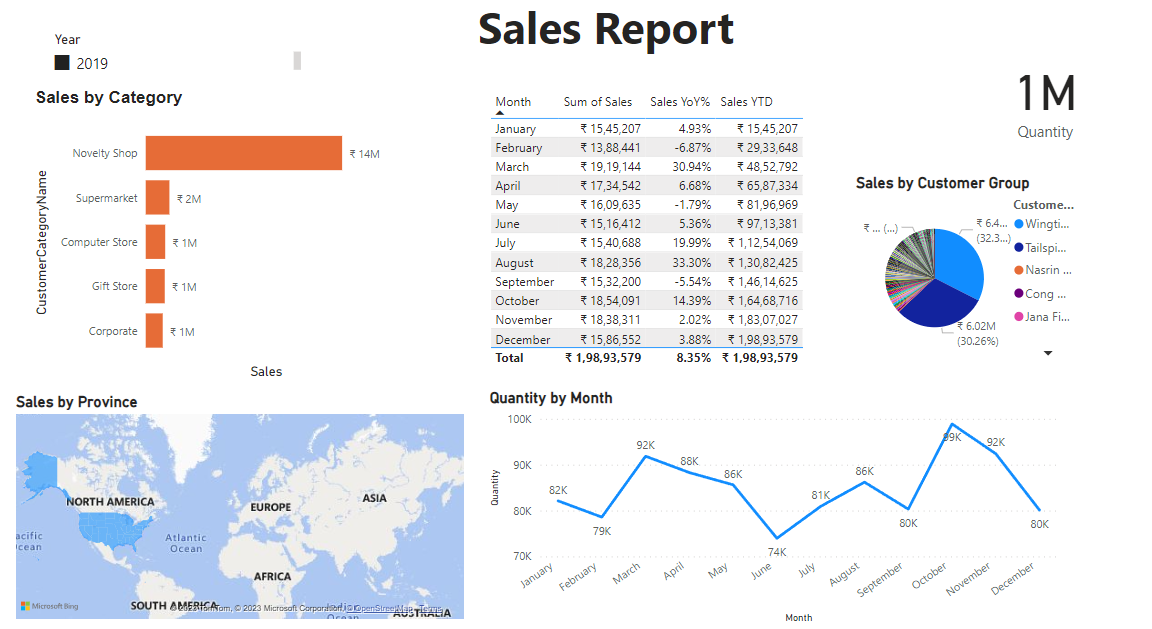 Sales Report
Year
2019
1M
Quantity
Sales by Category
CustomerCategoryName
Novelty Shop ₹ 14M
Supermarket ₹ 2M
Computer Store ₹ 1M
Gift Store ₹ 1M
Corporate ₹ 1M
Sales
Month Sum of Sales Sales YoY% Sales YTD
January ₹ 15,45,207 4.93% ₹ 15,45,207
February ₹ 13,88,441 -6.87% ₹ 29,33,648
March ₹ 19,19,144 30.94% ₹ 48,52,792
April ₹ 17,34,542 6.68% ₹ 65,87,334
May ₹ 16,09,635 -1.79% ₹ 81,96,969
June ₹ 15,16,412 5.36% ₹ 97,13,381
July ₹ 15,40,688 19.99% ₹ 1,12,54,069
August ₹ 18,28,356 33.30% ₹ 1,30,82,425
September ₹ 15,32,200 -5.54% ₹ 1,46,14,625
October ₹ 18,54,091 14.39% ₹ 1,64,68,716
November ₹ 18,38,311 2.02% ₹ 1,83,07,027
December ₹ 15,86,552 3.88% ₹ 1,98,93,579
Total ₹ 1,98,93,579 8.35% ₹ 1,98,93,579
Sales by Customer Group
₹ ... (...)
₹ 6.4...
(32.3...)
₹ 6.02M
(30.26%)
Custome...
Wingti...
Tailspi...
Nasrin ...
Cong ...
Jana Fi...
Sales by Province
NORTH AMERICA
EUROPE
ASIA
acific
cean
Atlantic
Ocean
AFRICA
SOUTH AMERICA
AUSTRALIA
Microsoft Bing
© 2023 TomTom, © 2023 Microsoft Corporation, © OpenStreetMap Terms
Quantity by Month
Quantity
100K
90K
80K
70K
82K
79K
92K
88K
86K
74K
81K
86K
80K
99K
92K
80K
January
February
March
April
May
June
July
August
September
October
November
December
Month